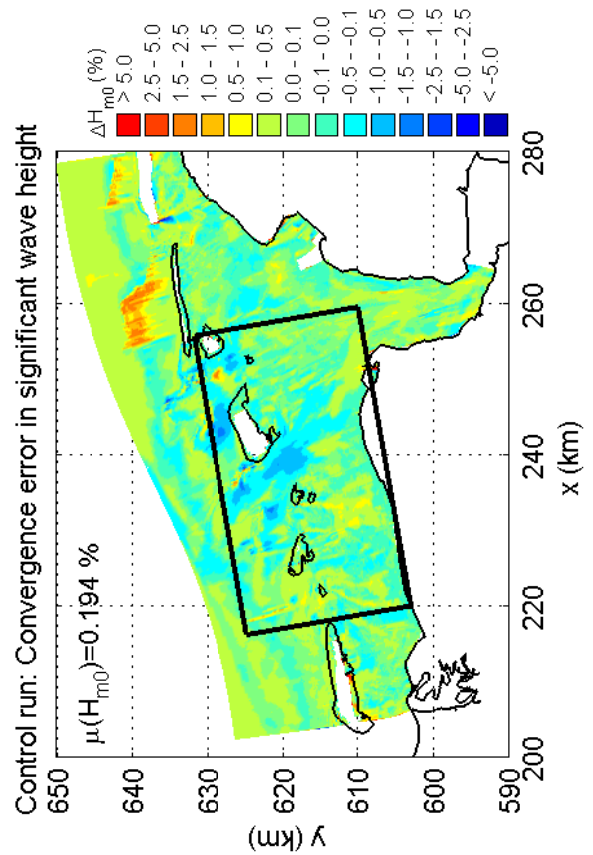 Control run: Convergence error in significant wave height
μ(Hm0)=0.194 %
ΔHm0 (%)
> 5.0
2.5 - 5.0
1.5 - 2.5
1.0 - 1.5
0.5 - 1.0
0.1 - 0.5
0.0 - 0.1
-0.1 - 0.0
-0.5 - -0.1
-1.0 - -0.5
-1.5 - -1.0
-2.5 - -1.5
-5.0 - -2.5
< -5.0
650
640
630
620
610
600
590
y (km)
200
220
240
260
280
x (km)